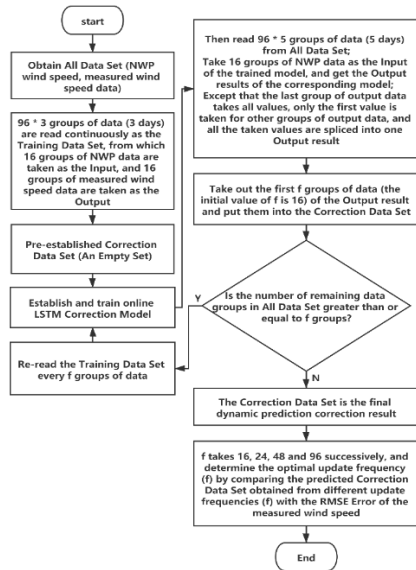 start
Obtain All Data Set (NWP
wind speed, measured wind
speed data)
96 * 3 groups of data (3 days)
are read continuously as the
Training Data Set, from which
16 groups of NWP data are
taken as the Input, and 16
groups of measured wind
speed data are taken as the
Output
Pre-established Correction
Data Set (An Empty Set)
Establish and train online
LSTM Correction Model
Re-read the Training Data Set
every f groups of data
Then read 96 * 5 groups of data (5 days)
from All Data Set;
Take 16 groups of NWP data as the Input
of the trained model, and get the Output
results of the corresponding model;
Except that the last group of output data
takes all values, only the first value is
taken for other groups of output data, and
all the taken values are spliced into one
Output result
Take out the first f groups of data (the
initial value of f is 16) of the Output result
and put them into the Correction Data Set
Is the number of remaining data
groups in All Data Set greater than or
equal to f groups?
Y
N
The Correction Data Set is the final
dynamic prediction correction result
f takes 16, 24, 48 and 96 successively, and
determine the optimal update frequency
(f) by comparing the predicted Correction
Data Set obtained from different update
frequencies (f) with the RMSE Error of the
measured wind speed
End